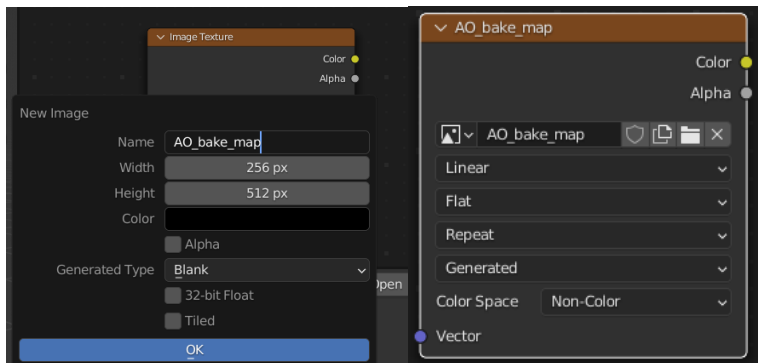 Image Texture
Color
Alpha
New Image
Name AO_bake_map
Width 256 px
Height 512 px
Color
Alpha
Generated Type Blank
32-bit Float
Tiled
OK
AO_bake_map
Color
Alpha
AO_bake_map
Linear
Flat
Repeat
Generated
Color Space Non-Color
Vector